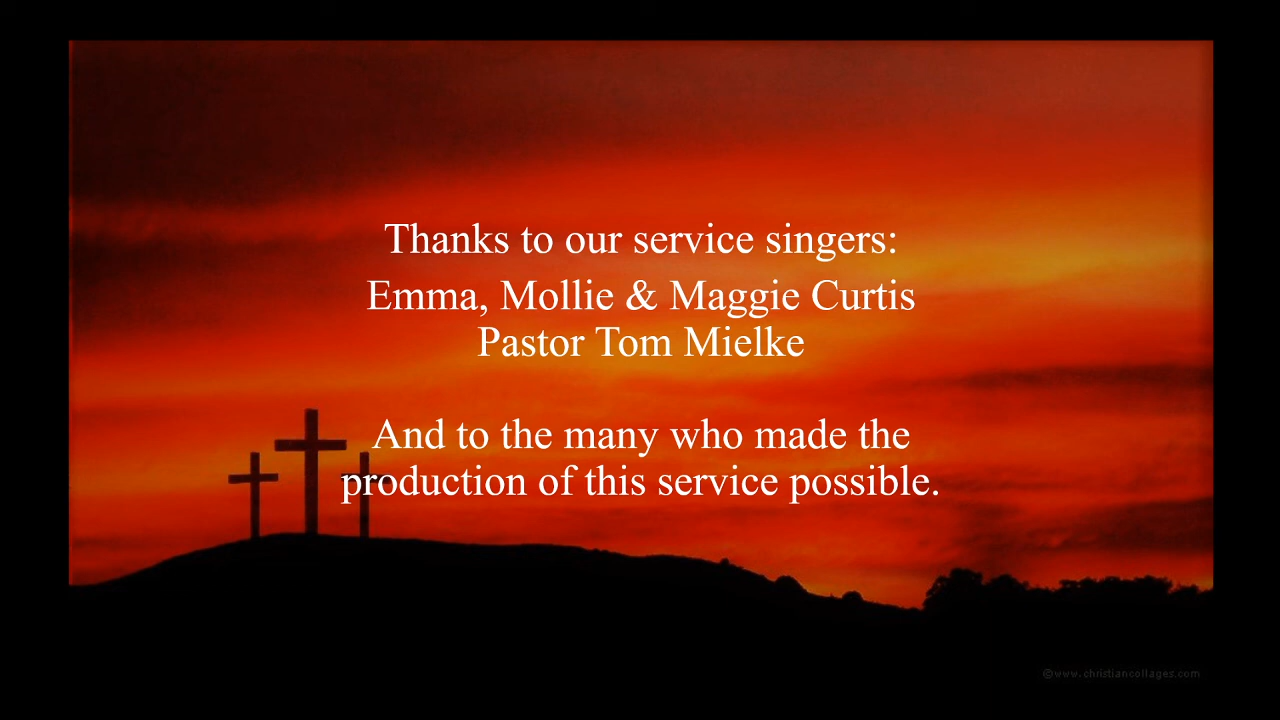 Thanks to our service singers:
Emma, Mollie & Maggie Curtis
Pastor Tom Mielke
And to the many who made the
production of this service possible.
©www.christiancollages.com